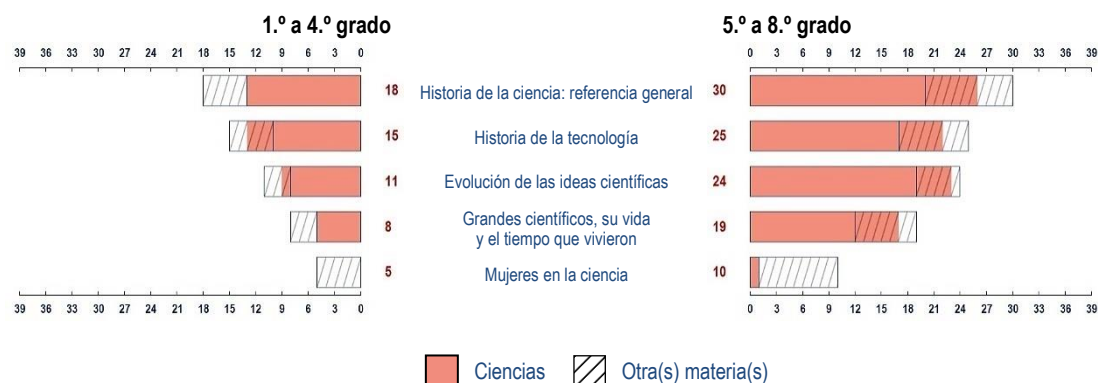 1.º a 4.º grado
5.º a 8.º grado
39 36 33 30 27 24 21 18 15 12 9 6 3 0
0 3 6 9 12 15 18 21 24 27 30 33 36 39
18 Historia de la ciencia: referencia general 30
15 Historia de la tecnología 25
11 Evolución de las ideas científicas 24
8 Grandes científicos, su vida 19
y el tiempo que vivieron
5 Mujeres en la ciencia 10
39 36 33 30 27 24 21 18 15 12 9 6 3 0
0 3 6 9 12 15 18 21 24 27 30 33 36 39
Ciencias
Otra(s) materia(s)